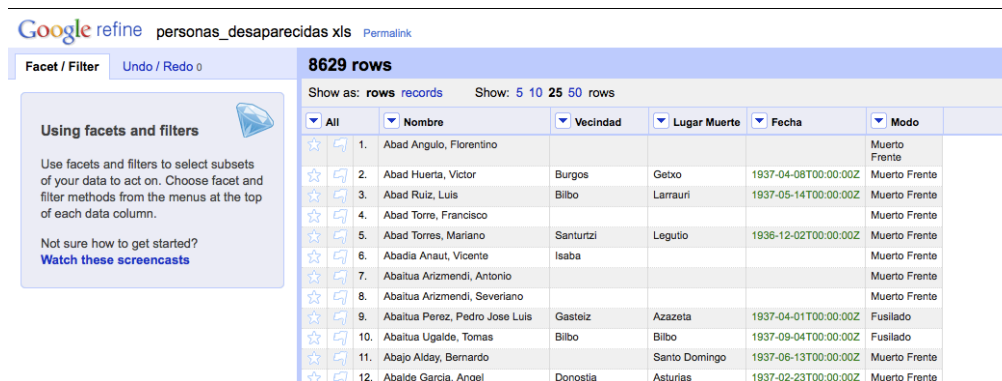 Google refine personas_desaparecidas xls Permalink
Facet / Filter Undo / Redo 0
8629 rows
Show as: rows records Show: 5 10 25 50 rows
Using facets and filters
Use facets and filters to select subsets
of your data to act on. Choose facet and
filter methods from the menus at the top
of each data column.
Not sure how to get started?
Watch these screencasts
All Nombre Vecindad Lugar Muerte Fecha Modo
1. Abad Angulo, Florentino Muerto
Frente
2. Abad Huerta, Victor Burgos Getxo 1937-04-08T00:00:00Z Muerto Frente
3. Abad Ruiz, Luis Bilbo Larrauri 1937-05-14T00:00:00Z Muerto Frente
4. Abad Torre, Francisco Muerto Frente
5. Abad Torres, Mariano Santurtzi Legutio 1936-12-02T00:00:00Z Muerto Frente
6. Abadia Anaut, Vicente Isaba Muerto Frente
7. Abaitua Arizmendi, Antonio Muerto Frente
8. Abaitua Arizmendi, Severiano Muerto Frente
9. Abaitua Perez, Pedro Jose Luis Gasteiz Azazeta 1937-04-01T00:00:00Z Fusilado
10. Abaitua Ugalde, Tomas Bilbo Bilbo 1937-09-04T00:00:00Z Fusilado
11. Abajo Alday, Bernardo Santo Domingo 1937-06-13T00:00:00Z Muerto Frente
12. Abalde Garcia, Angel Donostia Asturias 1937-02-23T00:00:00Z Muerto Frente